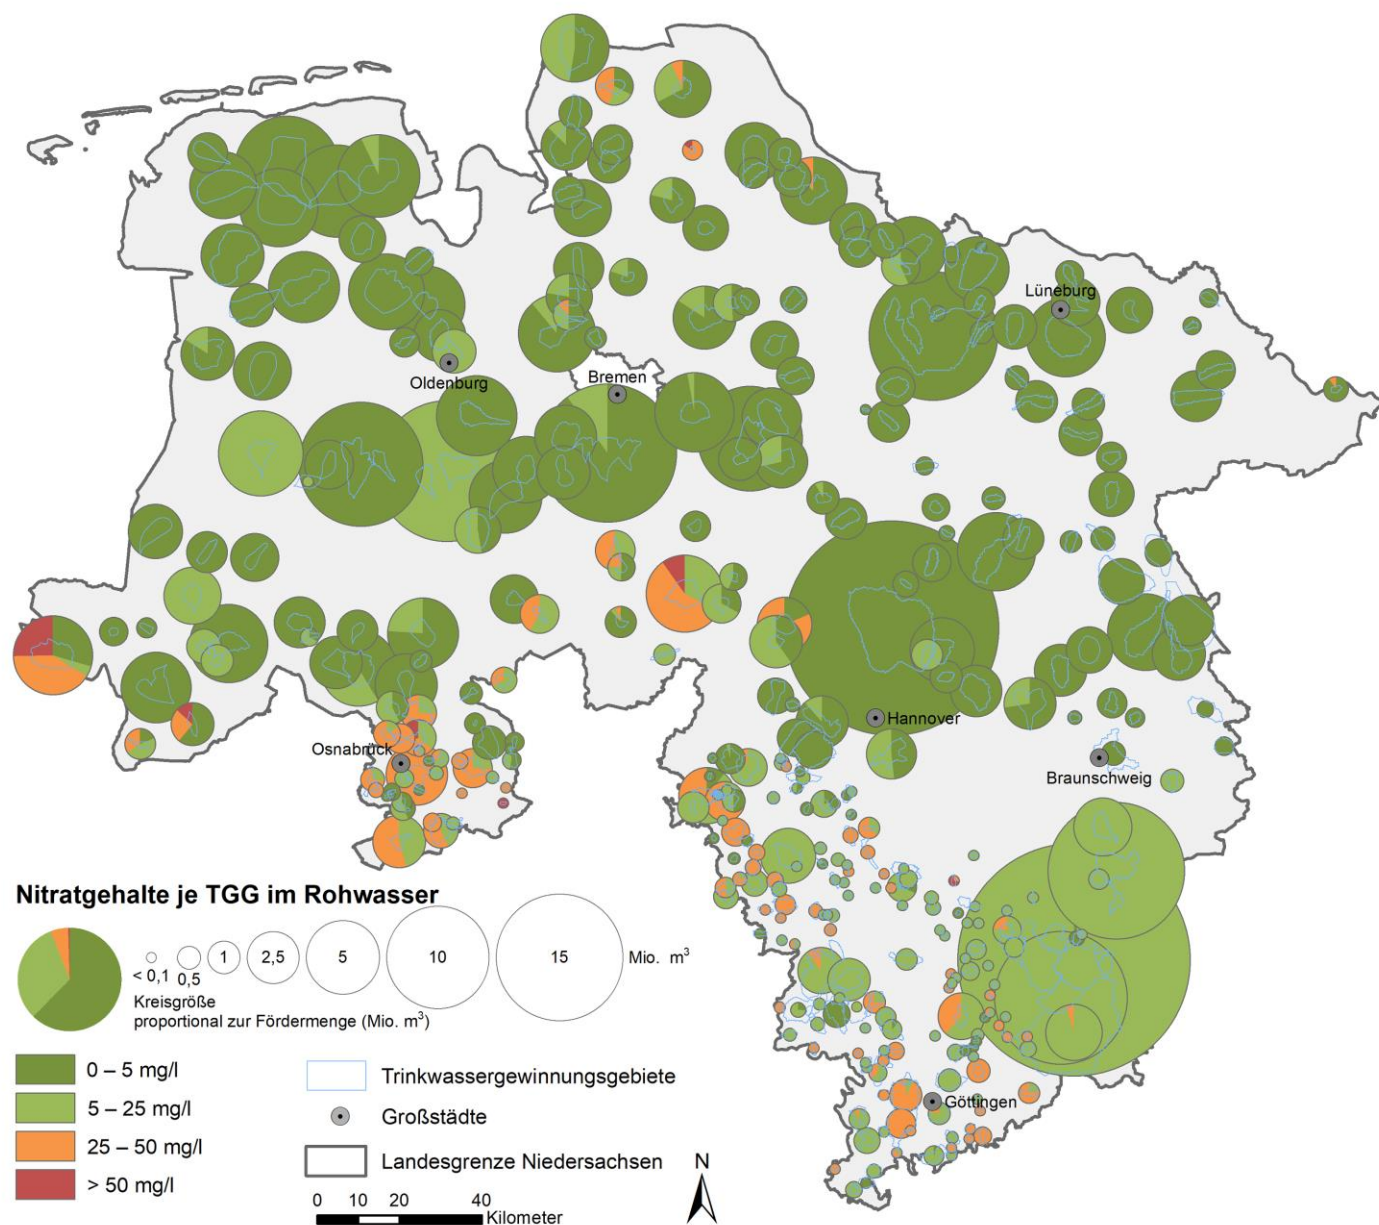 Lüneburg
Oldenburg
Bremen
Hannover
Osnabrück
Braunschweig
Göttingen
Nitratgehalte je TGG im Rohwasser
< 0,1
0,5
1
2,5
5
10
15
Mio. m³
Kreisgröße
proportional zur Fördermenge (Mio. m³)
0 – 5 mg/l
5 – 25 mg/l
25 – 50 mg/l
> 50 mg/l
Trinkwassergewinnungsgebiete
Großstädte
Landesgrenze Niedersachsen
N
0 10 20 40
Kilometer